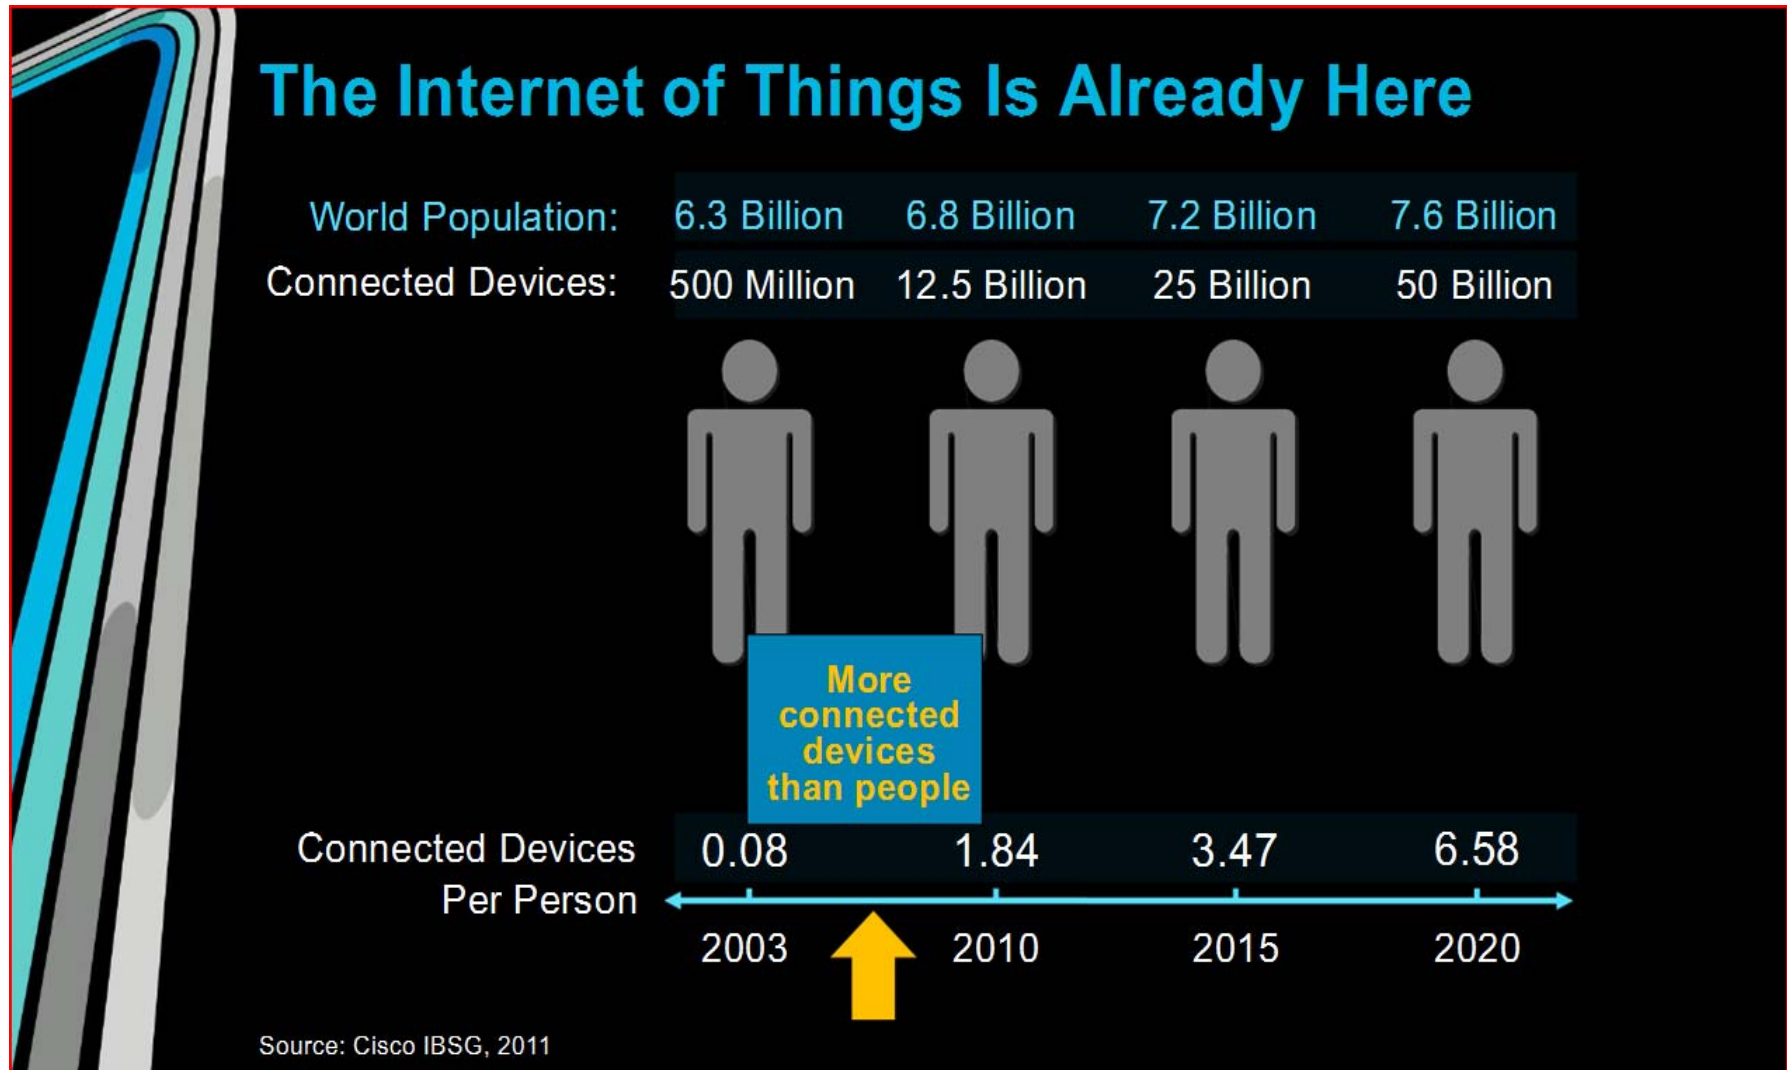 The Internet of Things Is Already Here
World Population: 6.3 Billion 6.8 Billion 7.2 Billion 7.6 Billion
Connected Devices: 500 Million 12.5 Billion 25 Billion 50 Billion
More
connected
devices
than people
Connected Devices 0.08 1.84 3.47 6.58
Per Person
2003 2010 2015 2020
Source: Cisco IBSG, 2011